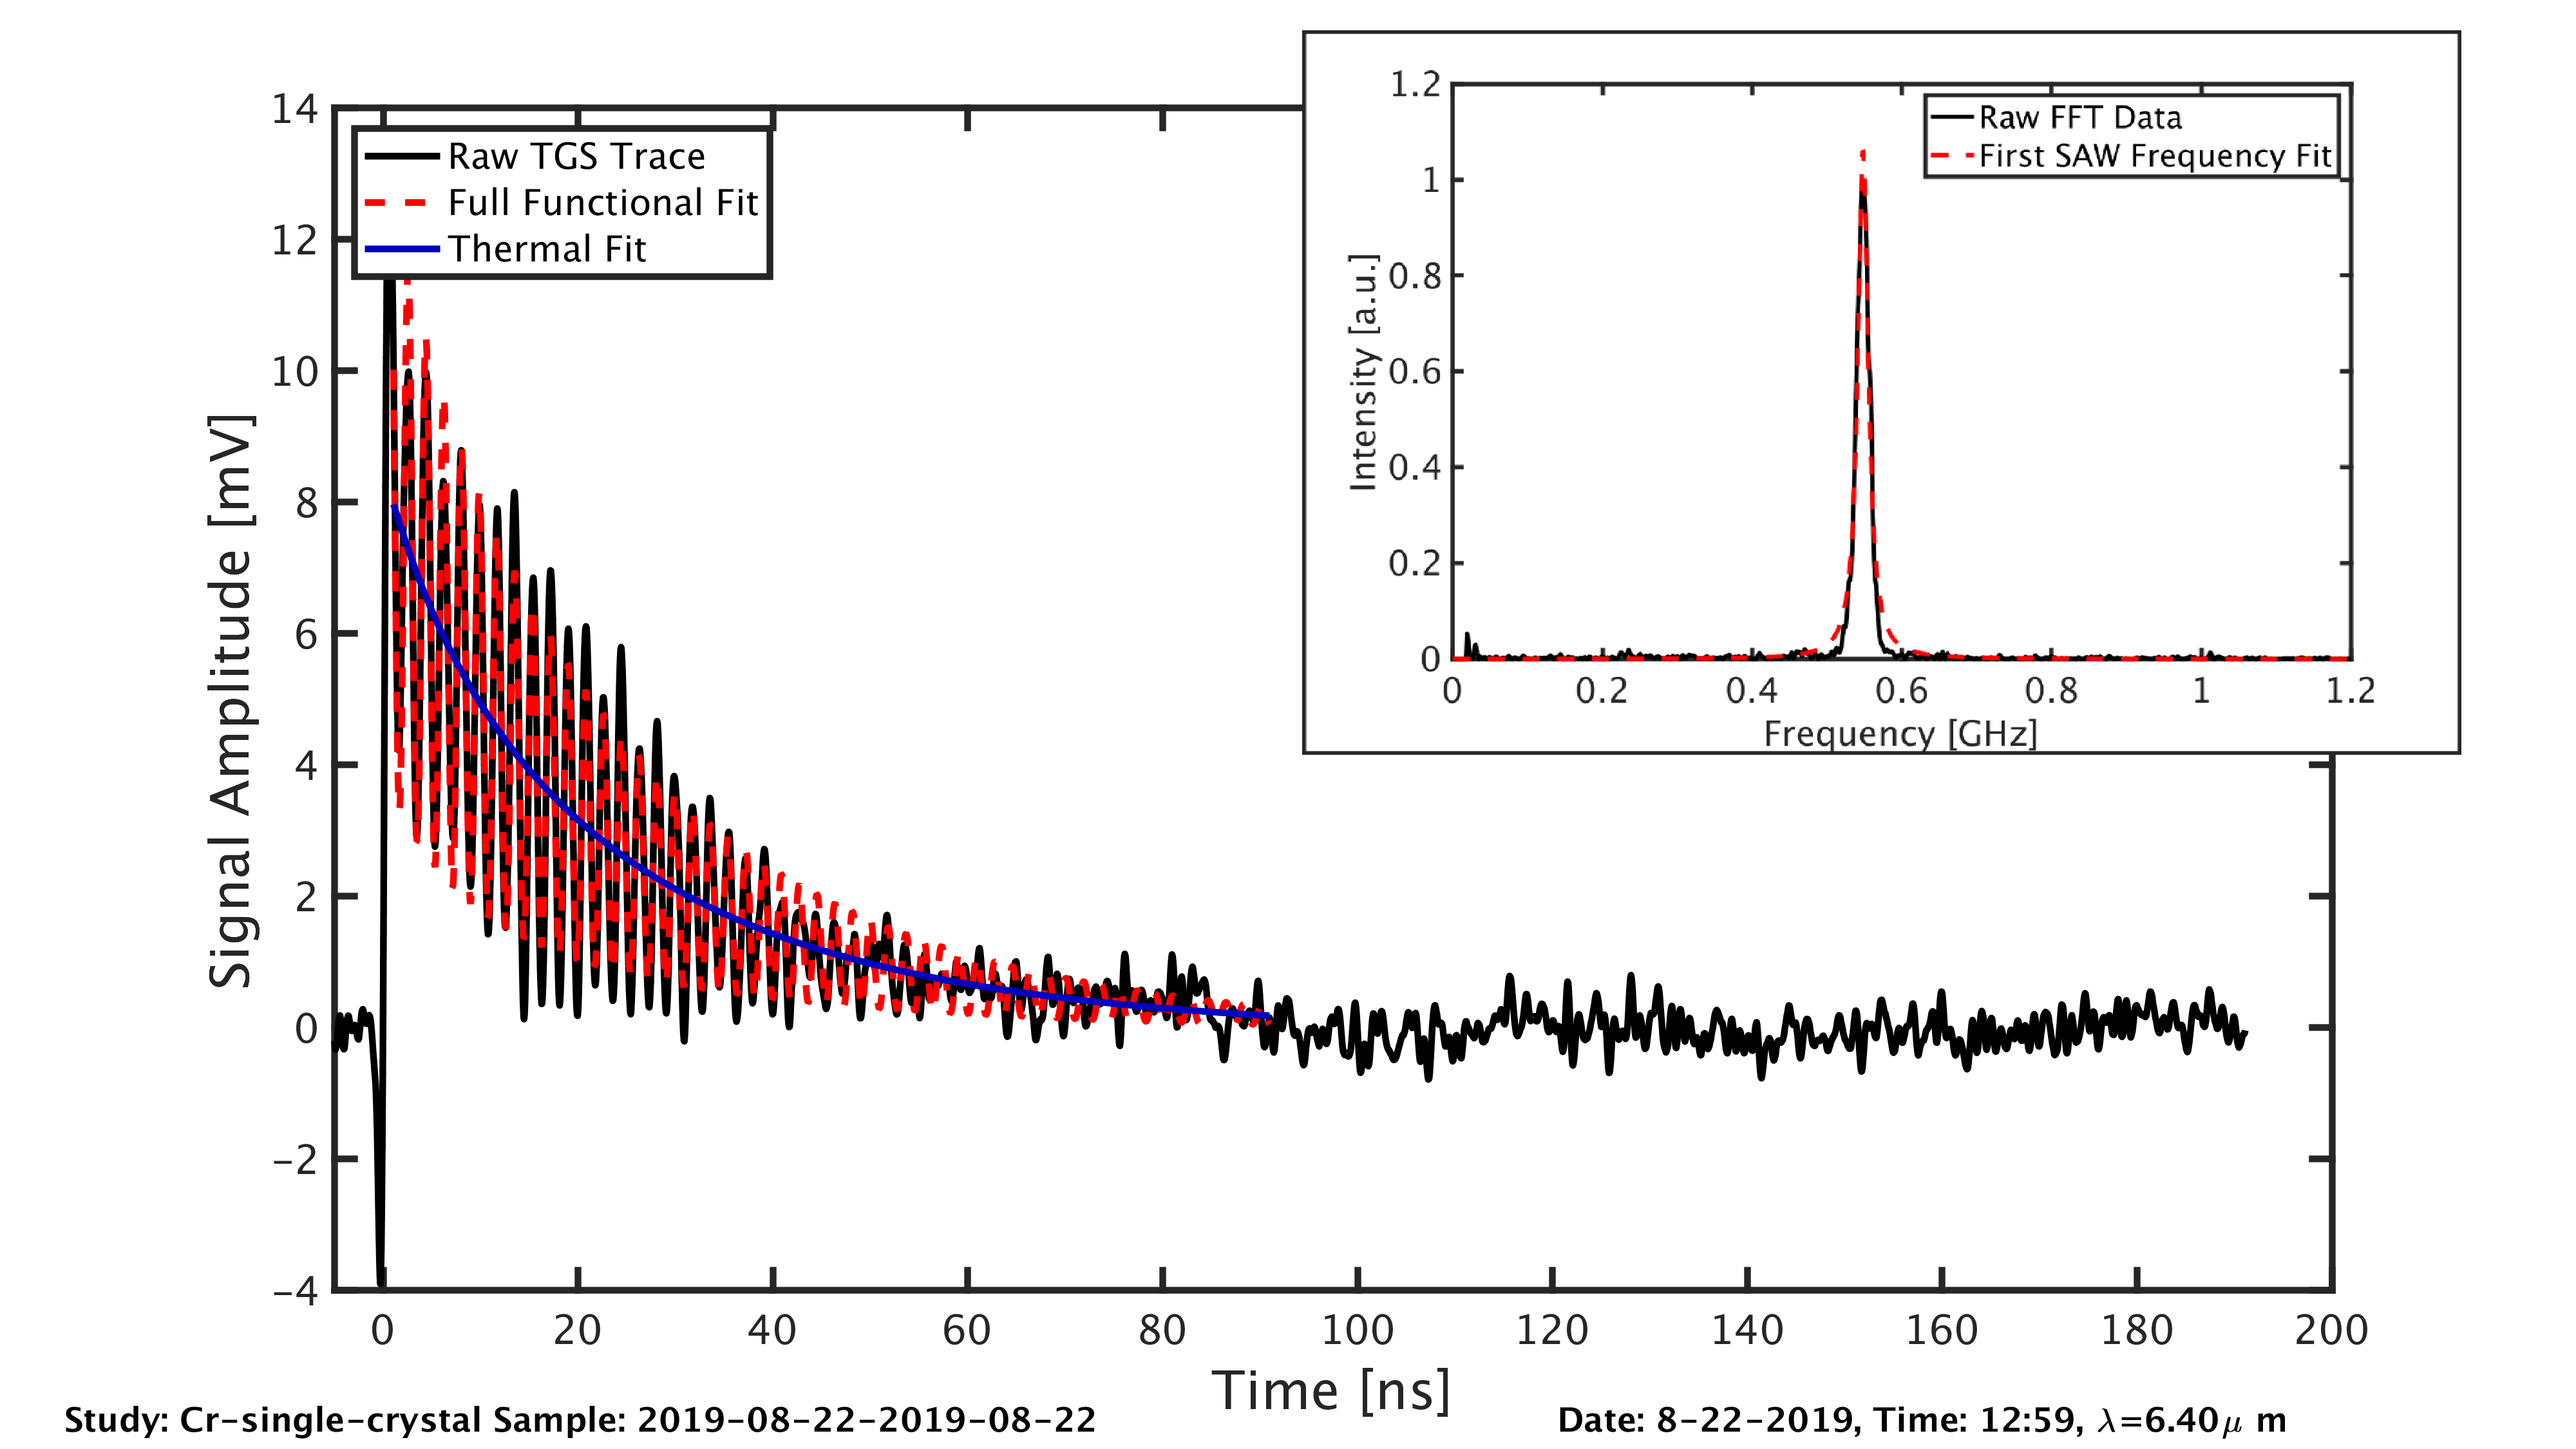 1.2
1
0.8
0.6
0.4
0.2
0
Intensity [a.u.]
Raw FFT Data
First SAW Frequency Fit
0 0.2 0.4 0.6 0.8 1 1.2
Frequency [GHz]
14
12
10
8
6
4
2
0
−2
−4
Signal Amplitude [mV]
Raw TGS Trace
Full Functional Fit
Thermal Fit
0 20 40 60 80 100 120 140 160 180 200
Time [ns]
Study: Cr−single−crystal Sample: 2019−08−22−2019−08−22
Date: 8−22−2019, Time: 12:59, λ=6.40μ m